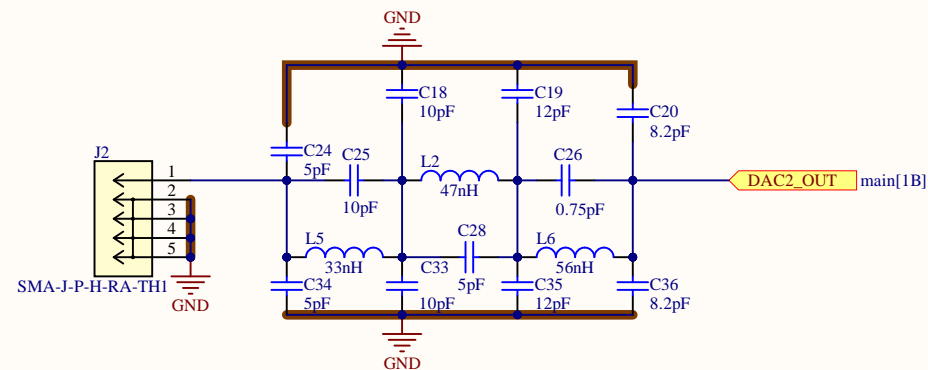 GND
C18
10pF
C19
12pF
C20
8.2pF
J2
C24
5pF
C25
10pF
L2
47nH
C26
0.75pF
1
2
3
4
5
DAC2_OUT
main[1B]
L5
33nH
C33
C28
5pF
L6
56nH
SMA-J-P-H-RA-TH1
GND
C34
5pF
10pF
C35
12pF
C36
8.2pF
GND